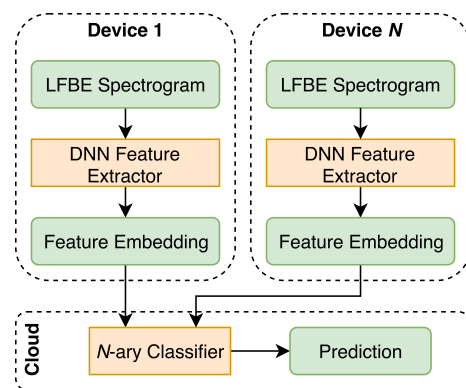 Device 1
LFBE Spectrogram
DNN Feature
Extractor
Feature Embedding
Device N
LFBE Spectrogram
DNN Feature
Extractor
Feature Embedding
Cloud
N-ary Classifier
Prediction